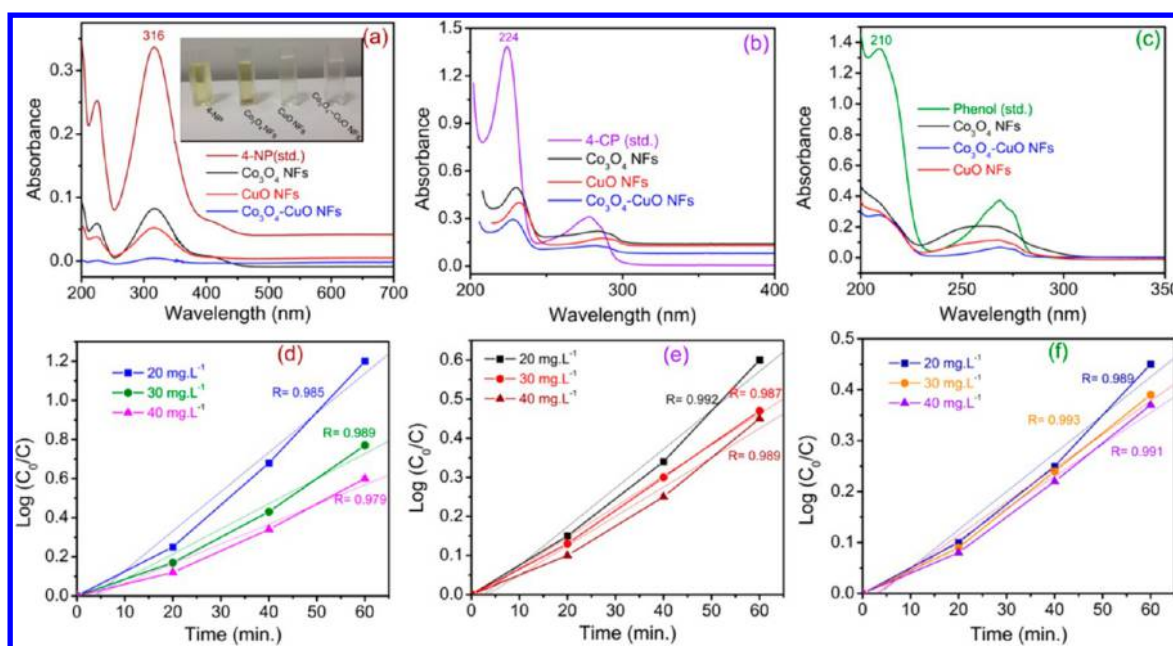 316
(a)
4-NP
Co₃O₄-NFs
CuO NFs
Co₃O₄-CuO NFs
4-NP(std.)
Co₃O₄ NFs
CuO NFs
Co₃O₄-CuO NFs
Absorbance
0.3
0.2
0.1
0.0
200 300 400 500 600 700
Wavelength (nm)
224
(b)
4-CP (std.)
Co₃O₄ NFs
CuO NFs
Co₃O₄-CuO NFs
Absorbance
1.5
1.2
0.9
0.6
0.3
0.0
200 300 400
Wavelength (nm)
210
(c)
Phenol (std.)
Co₃O₄ NFs
Co₃O₄-CuO NFs
CuO NFs
Absorbance
1.4
1.2
1.0
0.8
0.6
0.4
0.2
0.0
200 250 300 350
Wavelength (nm)
(d)
20 mg.L⁻¹
30 mg.L⁻¹
40 mg.L⁻¹
R= 0.985
R= 0.989
R= 0.979
Log (C₀/C)
1.2
1.0
0.8
0.6
0.4
0.2
0.0
0 10 20 30 40 50 60
Time (min.)
(e)
20 mg.L⁻¹
30 mg.L⁻¹
40 mg.L⁻¹
R= 0.987
R= 0.992
R= 0.989
Log (C₀/C)
0.6
0.5
0.4
0.3
0.2
0.1
0.0
0 10 20 30 40 50 60
Time (min.)
(f)
20 mg.L⁻¹
30 mg.L⁻¹
40 mg.L⁻¹
R= 0.989
R= 0.993
R= 0.991
Log (C₀/C)
0.5
0.4
0.3
0.2
0.1
0.0
0 10 20 30 40 50 60
Time (min.)